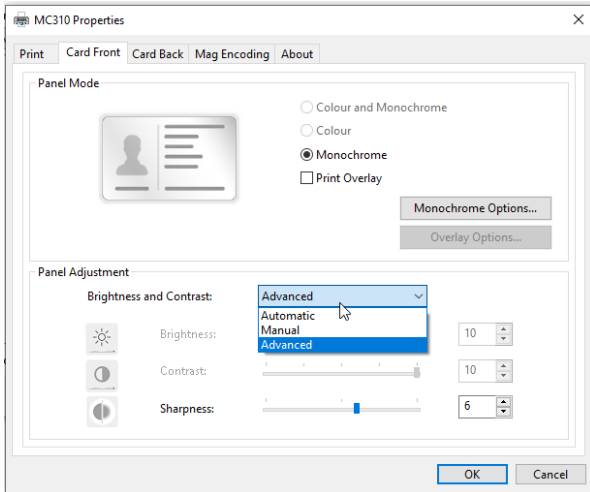 MC310 Properties
Print Card Front Card Back Mag Encoding About
Panel Mode
Colour and Monochrome
Colour
Monochrome
Print Overlay
Monochrome Options...
Overlay Options...
Panel Adjustment
Brightness and Contrast: Advanced
Automatic
Manual
Advanced
Brightness: 10
Contrast: 10
Sharpness: 6
OK Cancel